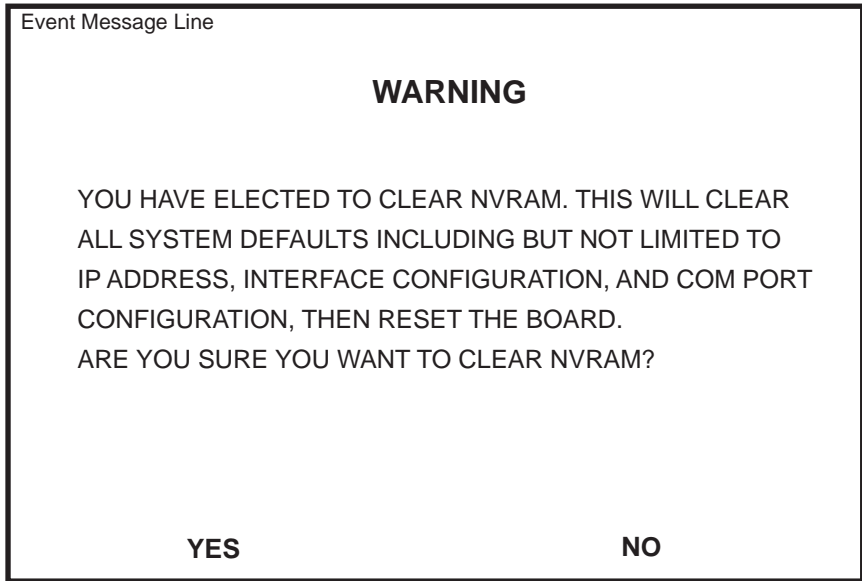 Event Message Line
WARNING
YOU HAVE ELECTED TO CLEAR NVRAM. THIS WILL CLEAR
ALL SYSTEM DEFAULTS INCLUDING BUT NOT LIMITED TO
IP ADDRESS, INTERFACE CONFIGURATION, AND COM PORT
CONFIGURATION, THEN RESET THE BOARD.
ARE YOU SURE YOU WANT TO CLEAR NVRAM?
YES NO